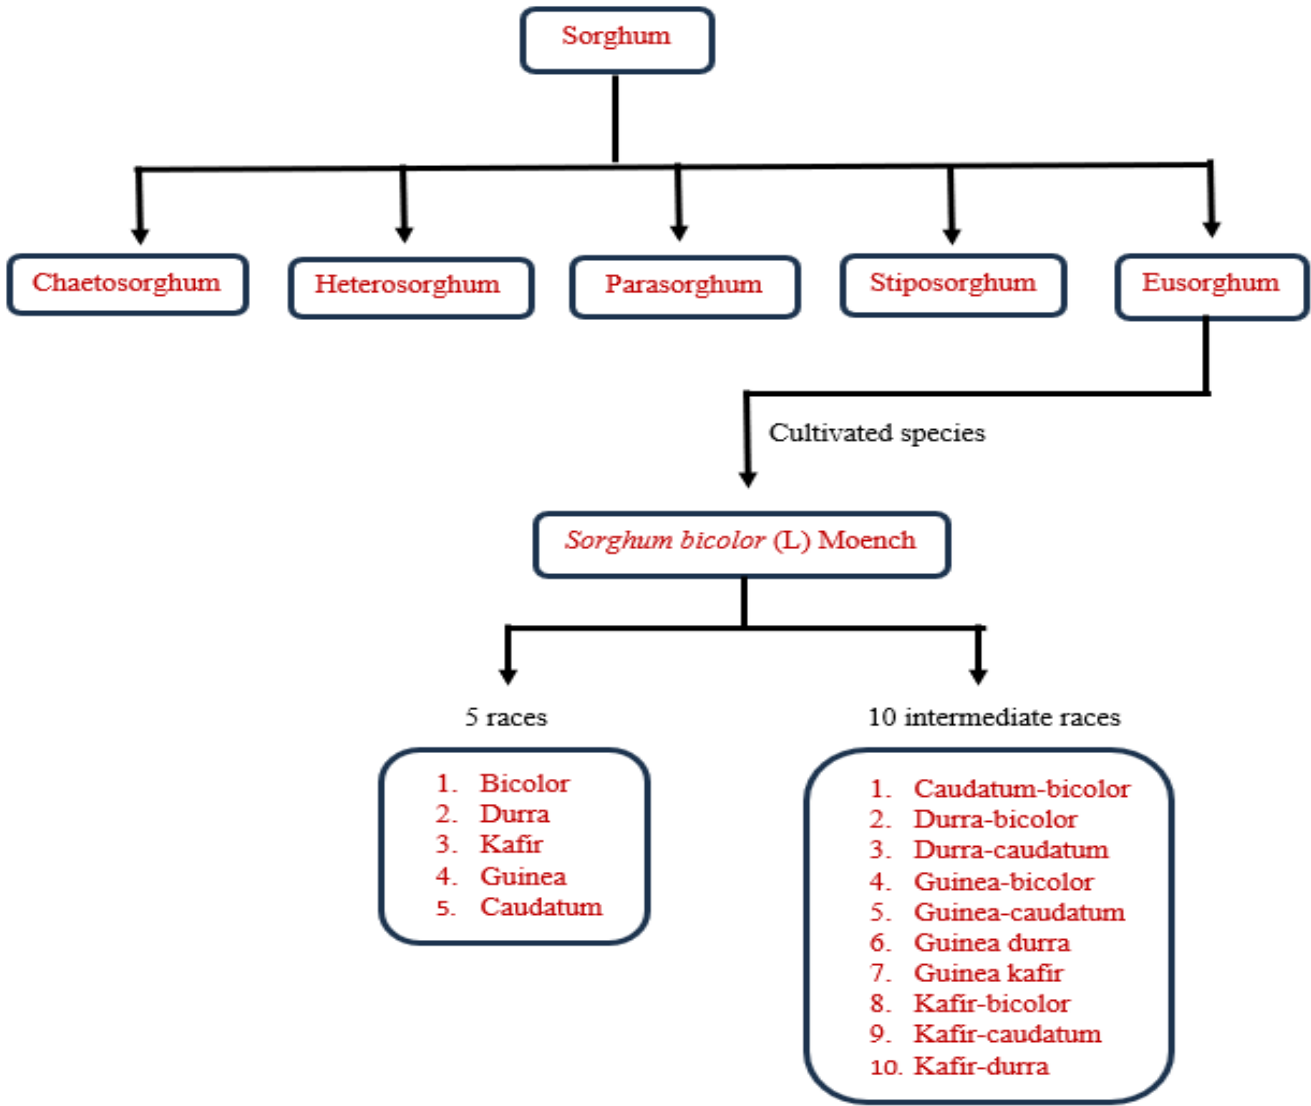 Sorghum
Chaetosorghum
Heterosorghum
Parasorghum
Stiposorghum
Eusorghum
Cultivated species
Sorghum bicolor (L) Moench
5 races
1. Bicolor
2. Durra
3. Kafir
4. Guinea
5. Caudatum
10 intermediate races
1. Caudatum-bicolor
2. Durra-bicolor
3. Durra-caudatum
4. Guinea-bicolor
5. Guinea-caudatum
6. Guinea durra
7. Guinea kafir
8. Kafir-bicolor
9. Kafir-caudatum
10. Kafir-durra